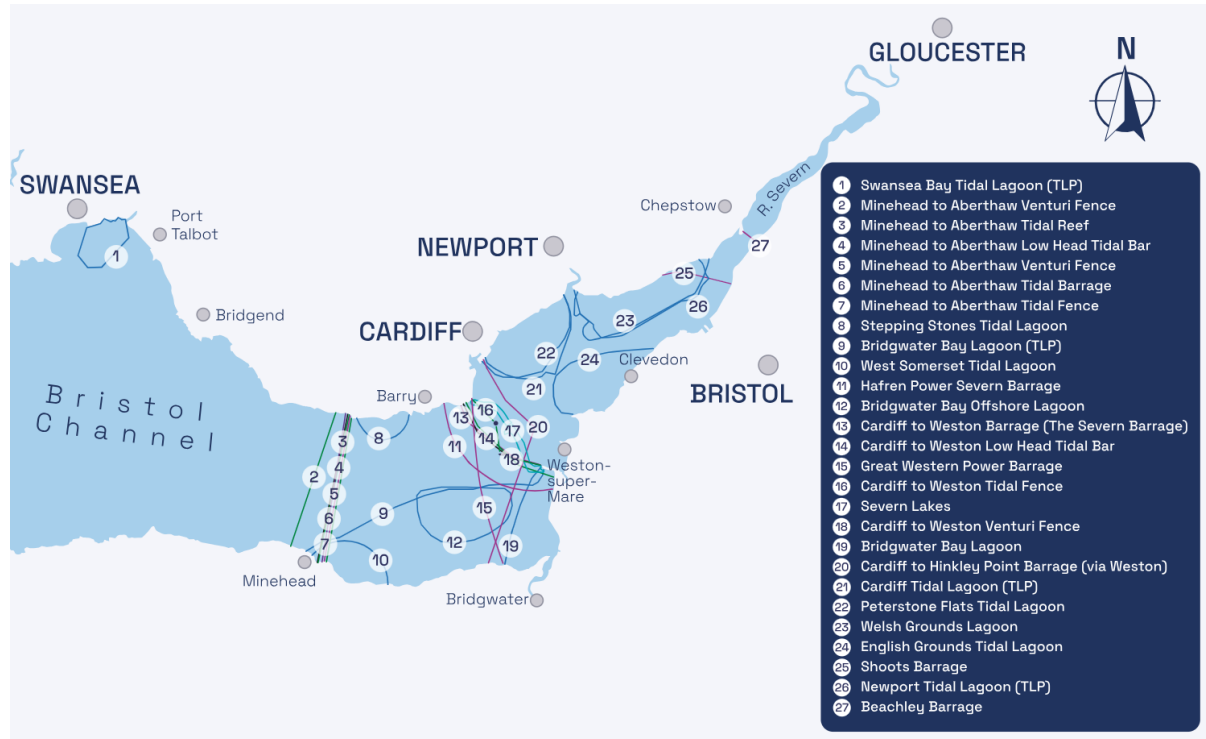 GLOUCESTER
N
SWANSEA
Port
Talbot
Chepstow
R. Severn
NEWPORT
27
1
25
26
Bridgend
23
CARDIFF
22
24
Clevedon
21
BRISTOL
Barry
Bristol
Channel
13
16
20
17
3
8
11
14
18
4
2
Weston-
super-
Mare
5
9
15
6
7
12
19
10
Minehead
Bridgwater
1 Swansea Bay Tidal Lagoon (TLP)
2 Minehead to Aberthaw Venturi Fence
3 Minehead to Aberthaw Tidal Reef
4 Minehead to Aberthaw Low Head Tidal Bar
5 Minehead to Aberthaw Venturi Fence
6 Minehead to Aberthaw Tidal Barrage
7 Minehead to Aberthaw Tidal Fence
8 Stepping Stones Tidal Lagoon
9 Bridgwater Bay Lagoon (TLP)
10 West Somerset Tidal Lagoon
11 Hafren Power Severn Barrage
12 Bridgwater Bay Offshore Lagoon
13 Cardiff to Weston Barrage (The Severn Barrage)
14 Cardiff to Weston Low Head Tidal Bar
15 Great Western Power Barrage
16 Cardiff to Weston Tidal Fence
17 Severn Lakes
18 Cardiff to Weston Venturi Fence
19 Bridgwater Bay Lagoon
20 Cardiff to Hinkley Point Barrage (via Weston)
21 Cardiff Tidal Lagoon (TLP)
22 Peterstone Flats Tidal Lagoon
23 Welsh Grounds Lagoon
24 English Grounds Tidal Lagoon
25 Shoots Barrage
26 Newport Tidal Lagoon (TLP)
27 Beachley Barrage